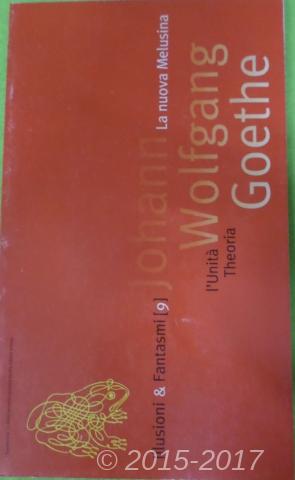 Johann
La nuova Melusina
Wolfgang
Goethe
Illusioni & Fantasmi [9]
l'Unità
Theoria
© 2015-2017